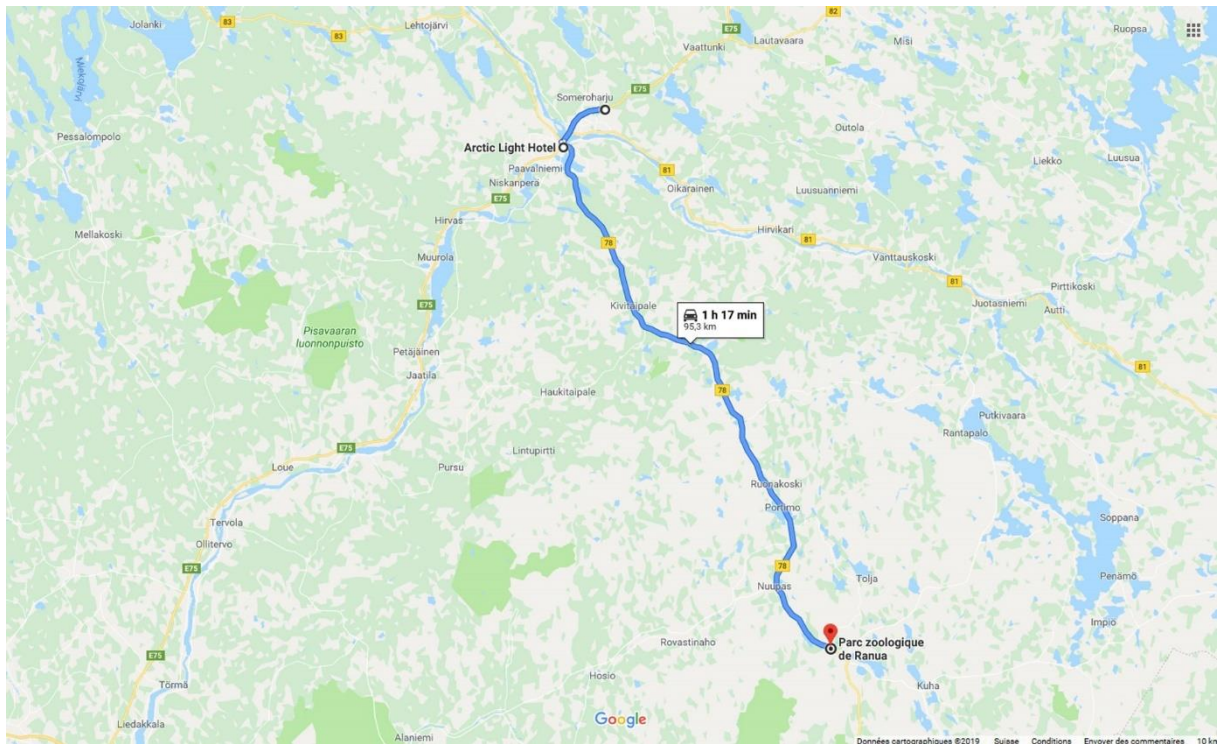 Jolanki
83
83
Lehtojärvi
E75
82
Lautavaara
Vaattunki
Misi
Ruopsa
Nekojärvi
Someroharju
E75
Pessalompolo
Arctic Light Hotel
Outola
Liekko
Luusua
Paavalniemi
Niskanperä
E75
81
Oikarainen
Luusuanniemi
Hirvas
Hirvikari
Mellakoski
78
81
Muurola
Vanttauskoski
81
Pirttikoski
Juotasniemi
Autti
E75
Kivitaipale
1 h 17 min
95,3 km
Pisavaaran
luonnonpuisto
Petäjäinen
Jaatila
81
Haukitaipale
78
Putkivaara
Rantapalo
E75
Lintupirtti
Loue
Pursu
Ruonakoski
Portimo
Tervola
Ollitervo
Soppana
E75
78
Nuupas
Tolja
Penämö
Impiö
Rovastinaho
Parc zoologique
de Ranua
E75
Törmä
Hosio
Kuha
Liedakkala
Alaniemi
Google
Données cartographiques ©2019 Suisse Conditions Envoyer des commentaires 10 km